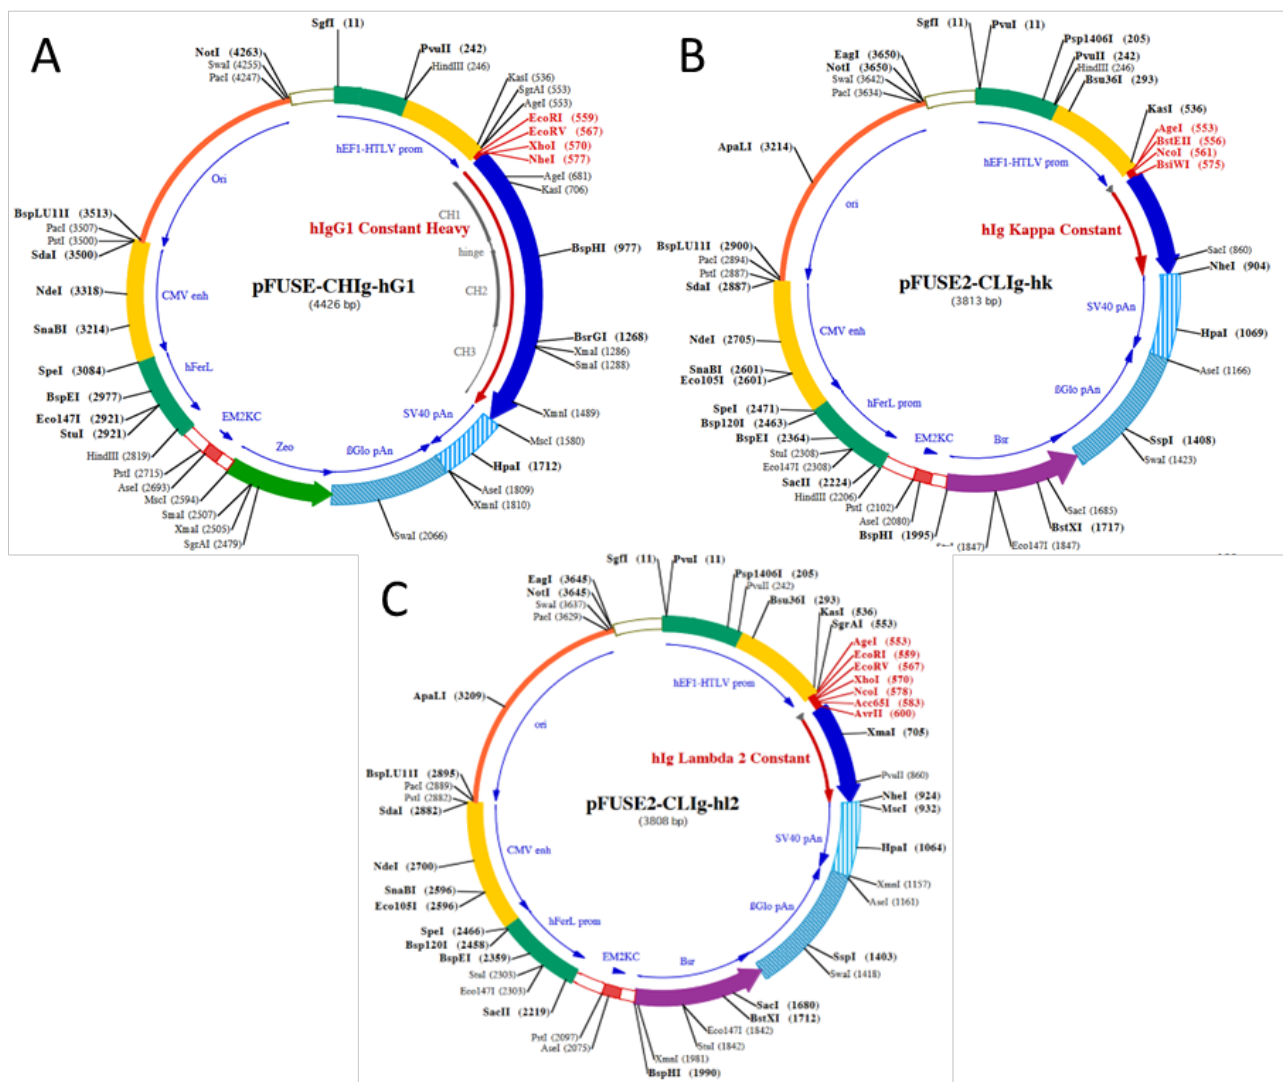 A
SgfI (11)
NotI (4263)
SwaI (4255)
PacI (4247)
PvuII (242)
HindIII (246)
KasI (536)
SgrAI (553)
AgeI (553)
EcoRI (559)
EcoRV (567)
XhoI (570)
NheI (577)
AgeI (681)
KasI (706)
hEF1-HTLV prom
Ori
CH1
hIgG1 Constant Heavy
hinge
BspHI (977)
pFUSE-CHIg-hG1
(4426 bp)
CH2
CH3
BsrGI (1268)
XmaI (1286)
SmaI (1288)
BspLU11I (3513)
PacI (3507)
PstI (3500)
SdaI (3500)
NdeI (3318)
CMV enh
SnaBI (3214)
hFerL
SpeI (3084)
BspEI (2977)
Eco147I (2921)
StuI (2921)
HindIII (2819)
PstI (2715)
AseI (2693)
MscI (2594)
SmaI (2507)
XmaI (2505)
SgrAI (2479)
EM2KC
Zeo
ßGlo pAn
SV40 pAn
XmnI (1489)
MscI (1580)
HpaI (1712)
AseI (1809)
XmnI (1810)
SwaI (2066)
B
SgfI (11)
PvuI (11)
Psp1406I (205)
PvuII (242)
HindIII (246)
Bsu36I (293)
EagI (3650)
NotI (3650)
SwaI (3642)
PacI (3634)
KasI (536)
AgeI (553)
BstEII (556)
NcoI (561)
BsiWI (575)
ApaLI (3214)
hEF1-HTLV prom
ori
hIg Kappa Constant
SacI (860)
NheI (904)
BspLU11I (2900)
PacI (2894)
PstI (2887)
SdaI (2887)
pFUSE2-CLIg-hk
(3813 bp)
SV40 pAn
HpaI (1069)
AseI (1166)
NdeI (2705)
CMV enh
SnaBI (2601)
Eco105I (2601)
hFerL prom
ßGlo pAn
SpeI (2471)
Bsp120I (2463)
BspEI (2364)
StuI (2308)
Eco147I (2308)
SacII (2224)
HindIII (2206)
PstI (2102)
AseI (2080)
BspHI (1995)
EM2KC
Bsr
SspI (1408)
SwaI (1423)
SacI (1685)
BstXI (1717)
(1847)
Eco147I (1847)
C
SgfI (11)
PvuI (11)
Psp1406I (205)
PvuII (242)
Bsu36I (293)
EagI (3645)
NotI (3645)
SwaI (3637)
PacI (3629)
KasI (536)
SgrAI (553)
AgeI (553)
EcoRI (559)
EcoRV (567)
XhoI (570)
NcoI (578)
Acc65I (583)
AvrII (600)
XmaI (705)
ApaLI (3209)
hEF1-HTLV prom
ori
hIg Lambda 2 Constant
PvuII (860)
NheI (924)
MscI (932)
BspLU11I (2895)
PacI (2889)
PstI (2882)
SdaI (2882)
pFUSE2-CLIg-hl2
(3808 bp)
SV40 pAn
HpaI (1064)
XmnI (1157)
AseI (1161)
NdeI (2700)
CMV enh
SnaBI (2596)
Eco105I (2596)
hFerL prom
ßGlo pAn
SpeI (2466)
Bsp120I (2458)
BspEI (2359)
StuI (2303)
Eco147I (2303)
SacII (2219)
PstI (2097)
AseI (2075)
EM2KC
Bsr
SspI (1403)
SwaI (1418)
SacI (1680)
BstXI (1712)
Eco147I (1842)
StuI (1842)
XmnI (1981)
BspHI (1990)